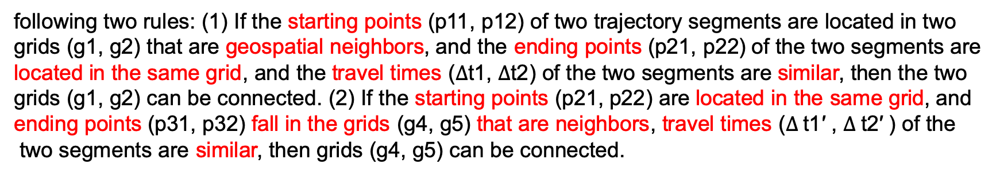 following two rules: (1) If the starting points (p11, p12) of two trajectory segments are located in two
grids (g1, g2) that are geospatial neighbors, and the ending points (p21, p22) of the two segments are
located in the same grid, and the travel times (Δt1, Δt2) of the two segments are similar, then the two
grids (g1, g2) can be connected. (2) If the starting points (p21, p22) are located in the same grid, and
ending points (p31, p32) fall in the grids (g4, g5) that are neighbors, travel times (Δ t1′ , Δ t2′ ) of the
two segments are similar, then grids (g4, g5) can be connected.